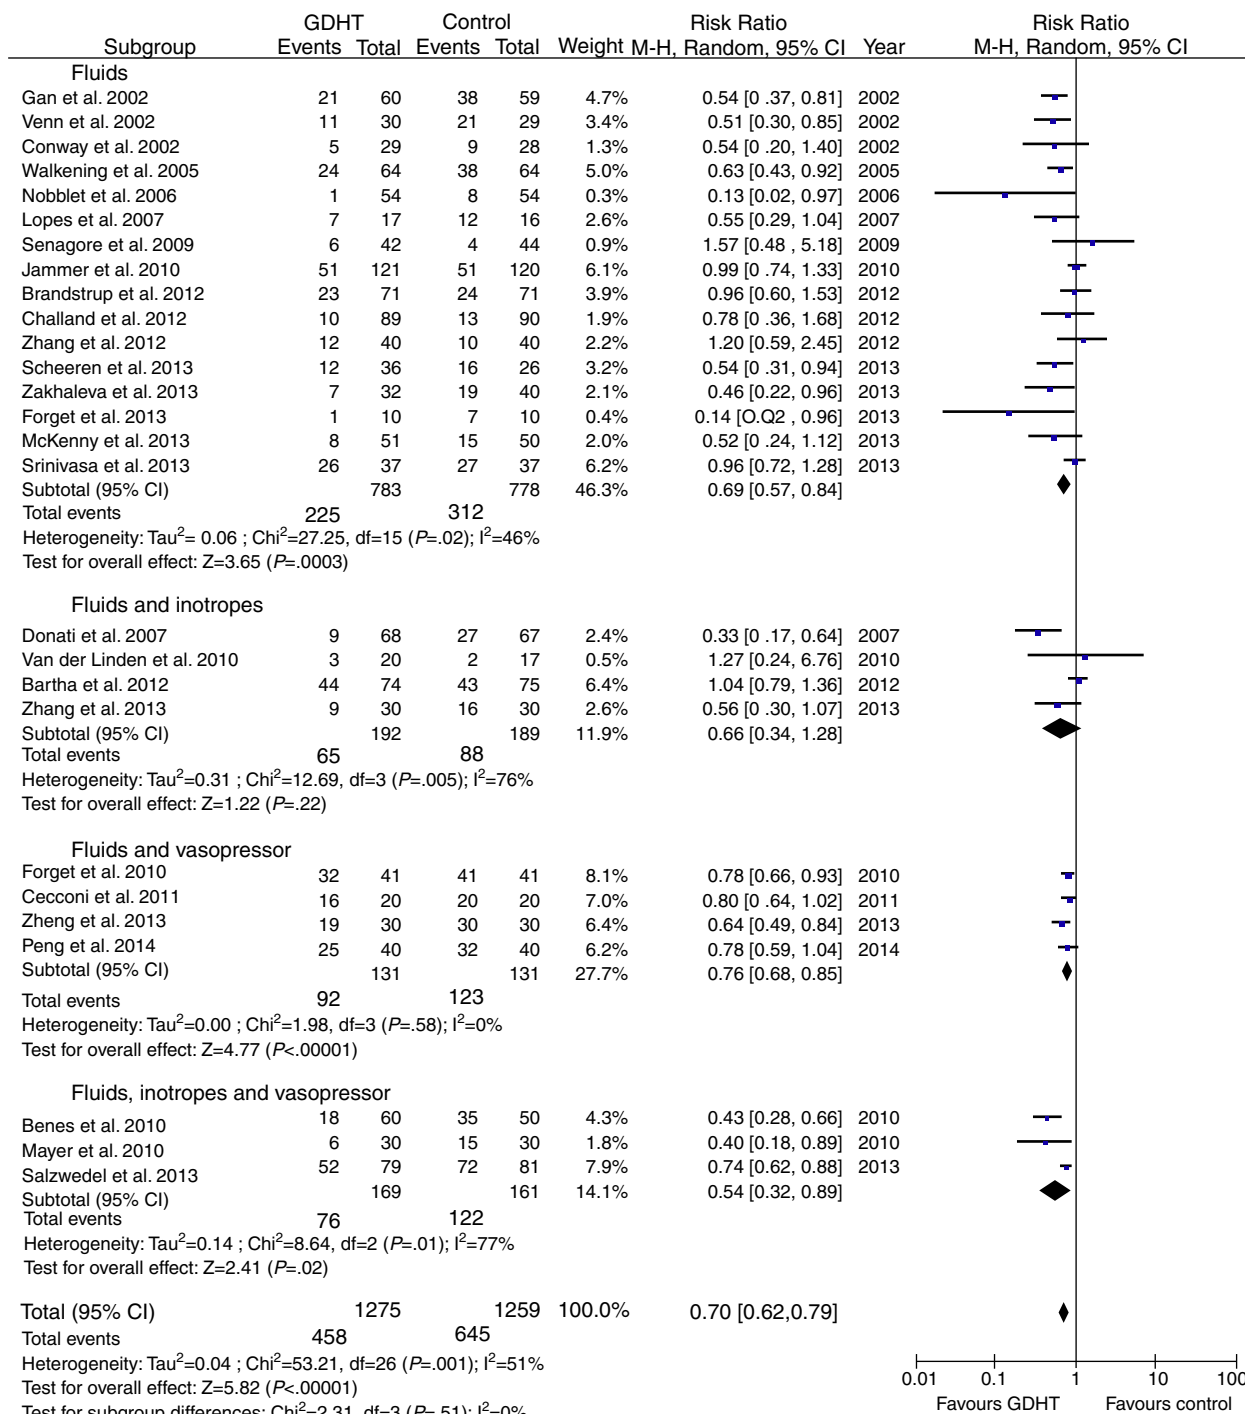 GDHT Control Risk Ratio Risk Ratio
Subgroup Events Total Events Total Weight M-H, Random, 95% CI Year M-H, Random, 95% CI
Fluids
Gan et al. 2002 21 60 38 59 4.7% 0.54 [0 .37, 0.81] 2002
Venn et al. 2002 11 30 21 29 3.4% 0.51 [0.30, 0.85] 2002
Conway et al. 2002 5 29 9 28 1.3% 0.54 [0 .20, 1.40] 2002
Walkening et al. 2005 24 64 38 64 5.0% 0.63 [0.43, 0.92] 2005
Nobblet et al. 2006 1 54 8 54 0.3% 0.13 [0.02, 0.97] 2006
Lopes et al. 2007 7 17 12 16 2.6% 0.55 [0.29, 1.04] 2007
Senagore et al. 2009 6 42 4 44 0.9% 1.57 [0.48 , 5.18] 2009
Jammer et al. 2010 51 121 51 120 6.1% 0.99 [0 .74, 1.33] 2010
Brandstrup et al. 2012 23 71 24 71 3.9% 0.96 [0.60, 1.53] 2012
Challand et al. 2012 10 89 13 90 1.9% 0.78 [0 .36, 1.68] 2012
Zhang et al. 2012 12 40 10 40 2.2% 1.20 [0.59, 2.45] 2012
Scheeren et al. 2013 12 36 16 26 3.2% 0.54 [0 .31, 0.94] 2013
Zakhaleva et al. 2013 7 32 19 40 2.1% 0.46 [0.22, 0.96] 2013
Forget et al. 2013 1 10 7 10 0.4% 0.14 [O.Q2 , 0.96] 2013
McKenny et al. 2013 8 51 15 50 2.0% 0.52 [0 .24, 1.12] 2013
Srinivasa et al. 2013 26 37 27 37 6.2% 0.96 [0.72, 1.28] 2013
Subtotal (95% CI) 783 778 46.3% 0.69 [0.57, 0.84]
Total events 225 312
Heterogeneity: Tau²= 0.06 ; Chi²=27.25, df=15 (P=.02); I²=46%
Test for overall effect: Z=3.65 (P=.0003)
Fluids and inotropes
Donati et al. 2007 9 68 27 67 2.4% 0.33 [0 .17, 0.64] 2007
Van der Linden et al. 2010 3 20 2 17 0.5% 1.27 [0.24, 6.76] 2010
Bartha et al. 2012 44 74 43 75 6.4% 1.04 [0.79, 1.36] 2012
Zhang et al. 2013 9 30 16 30 2.6% 0.56 [0 .30, 1.07] 2013
Subtotal (95% CI) 192 189 11.9% 0.66 [0.34, 1.28]
Total events 65 88
Heterogeneity: Tau²=0.31 ; Chi²=12.69, df=3 (P=.005); I²=76%
Test for overall effect: Z=1.22 (P=.22)
Fluids and vasopressor
Forget et al. 2010 32 41 41 41 8.1% 0.78 [0.66, 0.93] 2010
Cecconi et al. 2011 16 20 20 20 7.0% 0.80 [0 .64, 1.02] 2011
Zheng et al. 2013 19 30 30 30 6.4% 0.64 [0.49, 0.84] 2013
Peng et al. 2014 25 40 32 40 6.2% 0.78 [0.59, 1.04] 2014
Subtotal (95% CI) 131 131 27.7% 0.76 [0.68, 0.85]
Total events 92 123
Heterogeneity: Tau²=0.00 ; Chi²=1.98, df=3 (P=.58); I²=0%
Test for overall effect: Z=4.77 (P<.00001)
Fluids, inotropes and vasopressor
Benes et al. 2010 18 60 35 50 4.3% 0.43 [0.28, 0.66] 2010
Mayer et al. 2010 6 30 15 30 1.8% 0.40 [0.18, 0.89] 2010
Salzwedel et al. 2013 52 79 72 81 7.9% 0.74 [0.62, 0.88] 2013
Subtotal (95% CI) 169 161 14.1% 0.54 [0.32, 0.89]
Total events 76 122
Heterogeneity: Tau²=0.14 ; Chi²=8.64, df=2 (P=.01); I²=77%
Test for overall effect: Z=2.41 (P=.02)
Total (95% CI) 1275 1259 100.0% 0.70 [0.62,0.79]
Total events 458 645
Heterogeneity: Tau²=0.04 ; Chi²=53.21, df=26 (P=.001); I²=51%
Test for overall effect: Z=5.82 (P<.00001)
Test for subgroup differences: Chi²=2.31, df=3 (P=.51); I²=0%
0.01 0.1 1 10 100
Favours GDHT Favours control